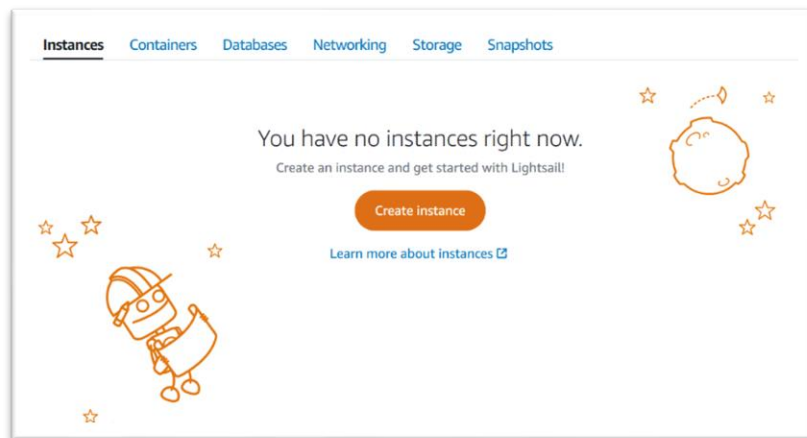 Instances Containers Databases Networking Storage Snapshots
You have no instances right now.
Create an instance and get started with Lightsail!
Create instance
Learn more about instances